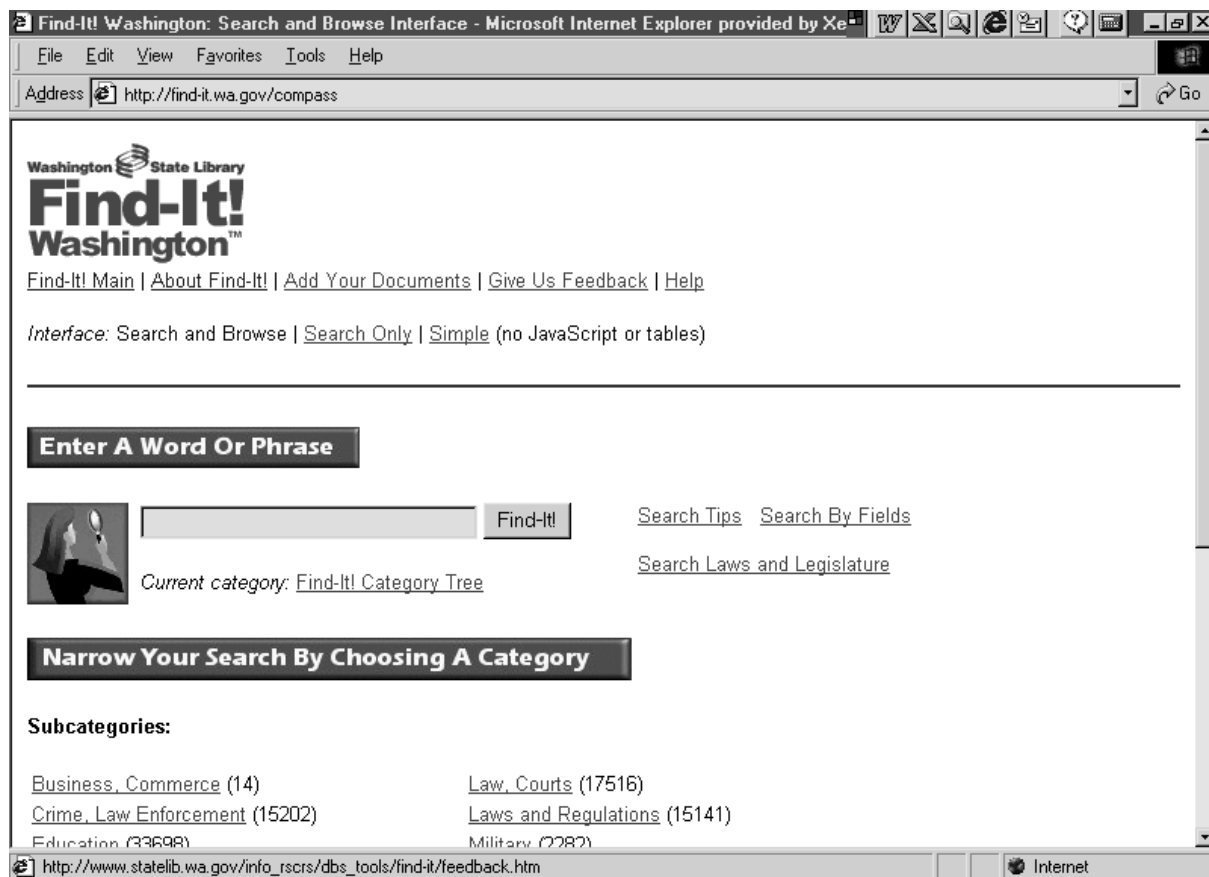 Find-It! Washington: Search and Browse Interface - Microsoft Internet Explorer provided by Xe
File Edit View Favorites Tools Help
Address http://find-it.wa.gov/compass Go
Washington State Library
Find-It!
Washington™
Find-It! Main | About Find-It! | Add Your Documents | Give Us Feedback | Help
Interface: Search and Browse | Search Only | Simple (no JavaScript or tables)
Enter A Word Or Phrase
Find-It! Search Tips Search By Fields
Search Laws and Legislature
Current category: Find-It! Category Tree
Narrow Your Search By Choosing A Category
Subcategories:
Business, Commerce (14) Law, Courts (17516)
Crime, Law Enforcement (15202) Laws and Regulations (15141)
Education (33698) Military (2282)
http://www.statelib.wa.gov/info_rscrs/dbs_tools/find-it/feedback.htm Internet